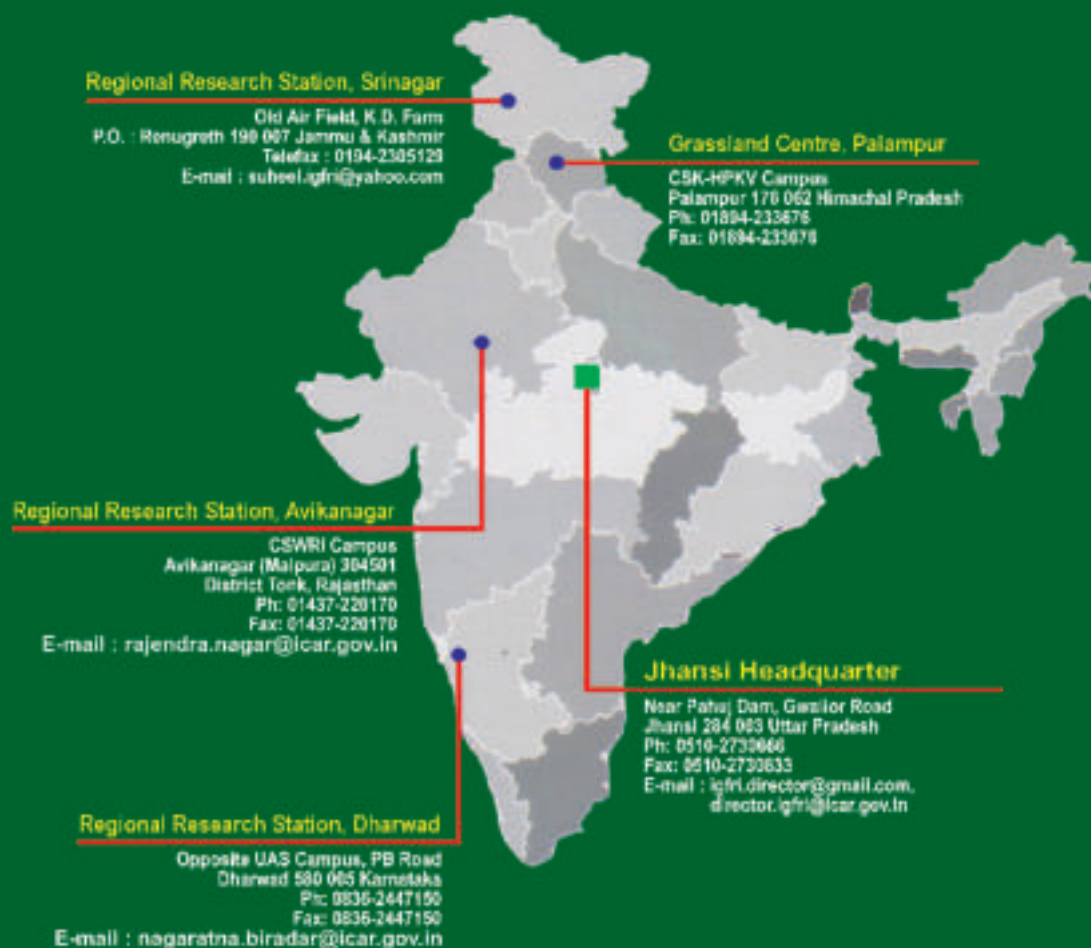 Regional Research Station, Srinagar
Old Air Field, K.D. Farm
P.O. : Renugreth 190 007 Jammu & Kashmir
Telefax : 0194-2305129
E-mail : suheel.igfri@yahoo.com
Grassland Centre, Palampur
CSK-HPKV Campus
Palampur 176 062 Himachal Pradesh
Ph: 01894-233676
Fax: 01894-233676
Regional Research Station, Avikanagar
CSWRI Campus
Avikanagar (Malpura) 304501
District Tonk, Rajasthan
Ph: 01437-220170
Fax: 01437-220170
E-mail : rajendra.nagar@icar.gov.in
Jhansi Headquarter
Near Pahuj Dam, Gwalior Road
Jhansi 284 003 Uttar Pradesh
Ph: 0510-2730666
Fax: 0510-2730833
E-mail : igfri.director@gmail.com,
director.igfri@icar.gov.in
Regional Research Station, Dharwad
Opposite UAS Campus, PB Road
Dharwad 580 005 Karnataka
Ph: 0836-2447150
Fax: 0836-2447150
E-mail : nagaratna.biradar@icar.gov.in